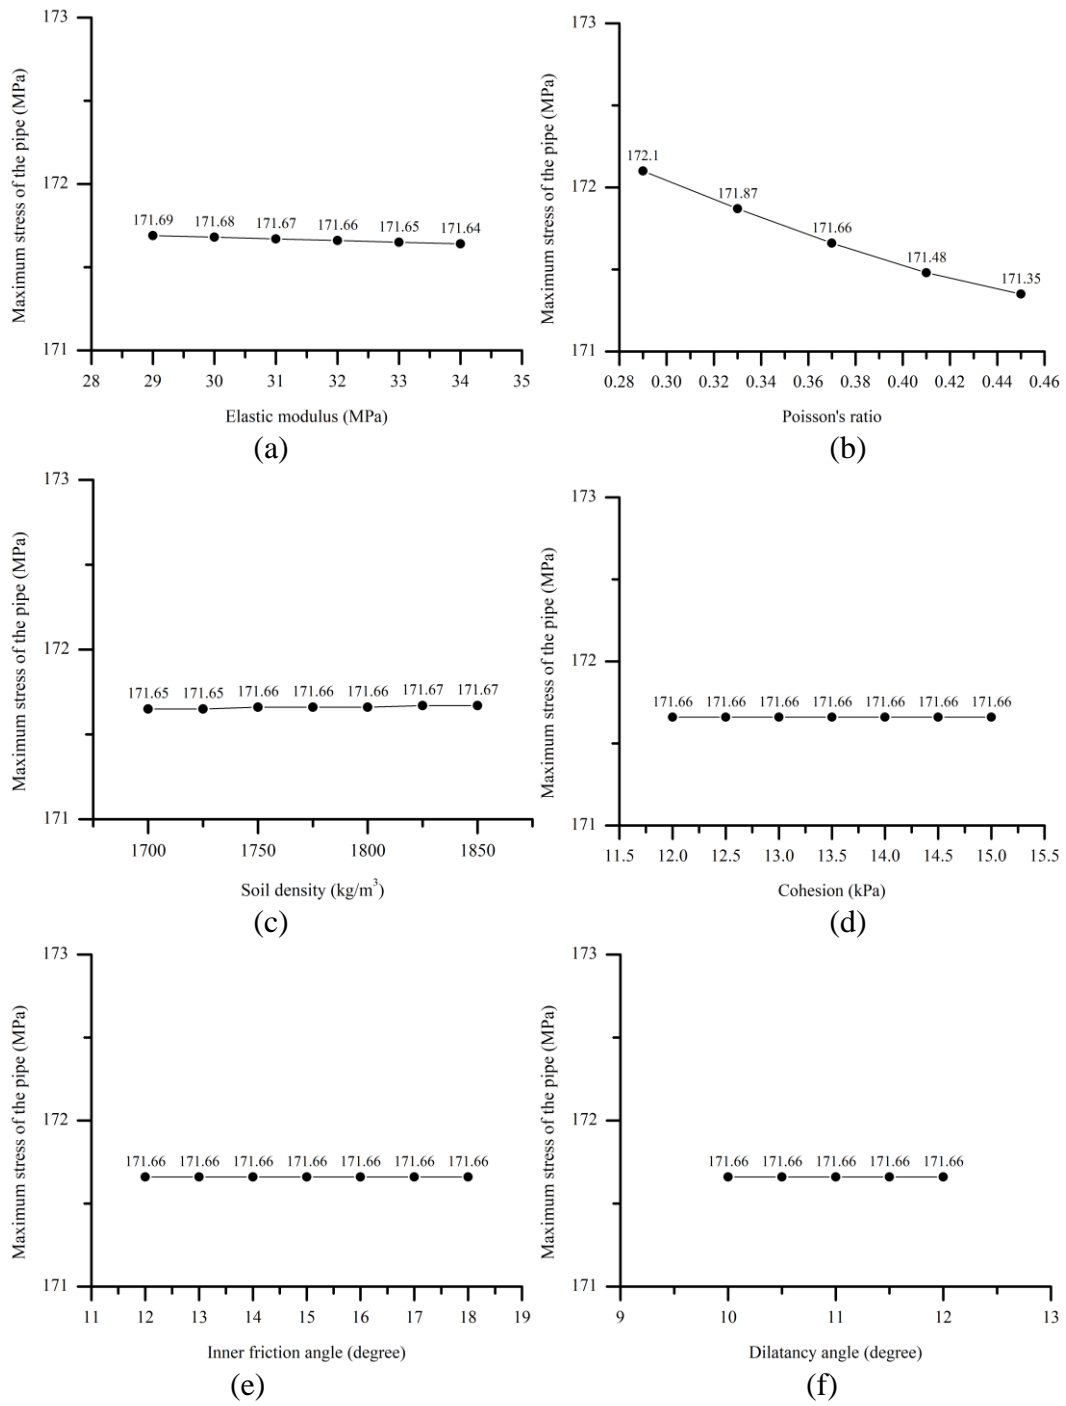 173
172
171
Maximum stress of the pipe (MPa)
171.69 171.68 171.67 171.66 171.65 171.64
28 29 30 31 32 33 34 35
Elastic modulus (MPa)
(a)
173
172
171
Maximum stress of the pipe (MPa)
172.1
171.87
171.66
171.48
171.35
0.28 0.30 0.32 0.34 0.36 0.38 0.40 0.42 0.44 0.46
Poisson's ratio
(b)
173
172
171
Maximum stress of the pipe (MPa)
171.65 171.65 171.66 171.66 171.66 171.67 171.67
1700 1750 1800 1850
Soil density (kg/m³)
(c)
173
172
171
Maximum stress of the pipe (MPa)
171.66 171.66 171.66 171.66 171.66 171.66 171.66
11.5 12.0 12.5 13.0 13.5 14.0 14.5 15.0 15.5
Cohesion (kPa)
(d)
173
172
171
Maximum stress of the pipe (MPa)
171.66 171.66 171.66 171.66 171.66 171.66 171.66
11 12 13 14 15 16 17 18 19
Inner friction angle (degree)
(e)
173
172
171
Maximum stress of the pipe (MPa)
171.66 171.66 171.66 171.66 171.66
9 10 11 12 13
Dilatancy angle (degree)
(f)